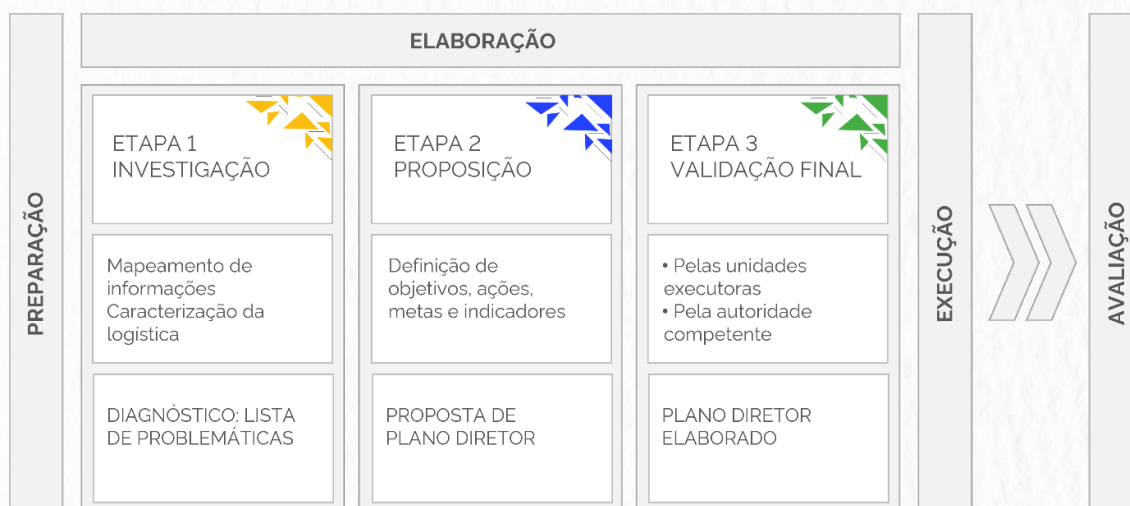 PREPARAÇÃO
ELABORAÇÃO
ETAPA 1
INVESTIGAÇÃO
Mapeamento de
informações
Caracterização da
logística
DIAGNÓSTICO: LISTA
DE PROBLEMÁTICAS
ETAPA 2
PROPOSIÇÃO
Definição de
objetivos, ações,
metas e indicadores
PROPOSTA DE
PLANO DIRETOR
ETAPA 3
VALIDAÇÃO FINAL
• Pelas unidades
executoras
• Pela autoridade
competente
PLANO DIRETOR
ELABORADO
EXECUÇÃO
AVALIAÇÃO